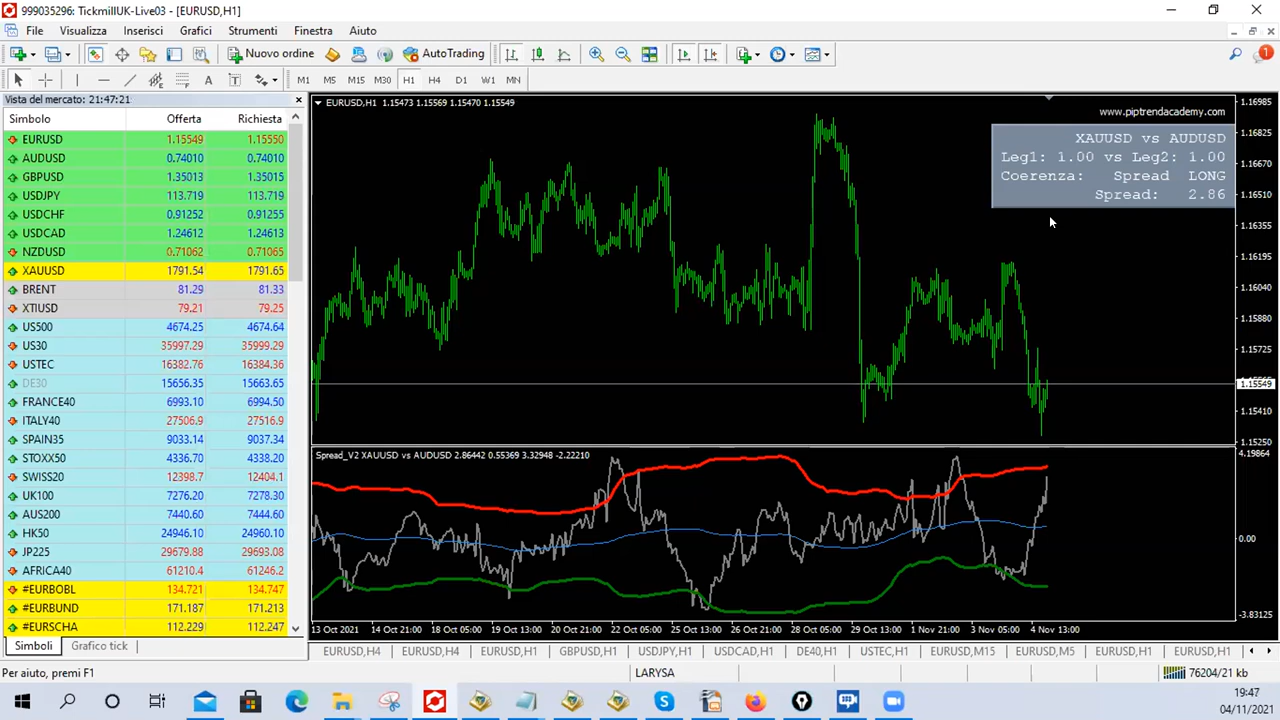 999035296: TickmillUK-Live03 - [EURUSD,H1]
File Visualizza Inserisci Grafici Strumenti Finestra Aiuto
Nuovo ordine AutoTrading 1
A T M1 M5 M15 M30 H1 H4 D1 W1 MN
Vista del mercato: 21:47:21
Simbolo Offerta Richiesta
EURUSD 1.15549 1.15550
AUDUSD 0.74010 0.74010
GBPUSD 1.35013 1.35015
USDJPY 113.719 113.719
USDCHF 0.91252 0.91255
USDCAD 1.24612 1.24613
NZDUSD 0.71062 0.71065
XAUUSD 1791.54 1791.65
BRENT 81.29 81.33
XTIUSD 79.21 79.25
US500 4674.25 4674.64
US30 35997.29 35999.29
USTEC 16382.76 16384.36
DE30 15656.35 15663.65
FRANCE40 6993.10 6994.50
ITALY40 27506.9 27516.9
SPAIN35 9033.14 9037.34
STOXX50 4336.70 4338.20
SWISS20 12398.7 12404.1
UK100 7276.20 7278.30
AUS200 7440.60 7444.60
HK50 24946.10 24960.10
JP225 29679.88 29693.08
AFRICA40 61210.4 61246.2
#EURBOBL 134.721 134.747
#EURBUND 171.187 171.213
#EURSCHA 112.229 112.247
Simboli Grafico tick
EURUSD,H1 1.15473 1.15569 1.15470 1.15549
www.piptrendacademy.com
XAUUSD vs AUDUSD
Leg1: 1.00 vs Leg2: 1.00
Coerenza: Spread LONG
Spread: 2.86
1.16985
1.16825
1.16670
1.16510
1.16355
1.16195
1.16040
1.15880
1.15725
1.15549
1.15410
1.15250
Spread_V2 XAUUSD vs AUDUSD 2.86442 0.55369 3.32948 -2.22210
4.19864
0.00
-3.83125
13 Oct 2021 14 Oct 21:00 18 Oct 05:00 19 Oct 13:00 20 Oct 21:00 22 Oct 05:00 25 Oct 13:00 26 Oct 21:00 28 Oct 05:00 29 Oct 13:00 1 Nov 21:00 3 Nov 05:00 4 Nov 13:00
EURUSD,H4 EURUSD,H4 EURUSD,H1 GBPUSD,H1 USDJPY,H1 USDCAD,H1 DE40,H1 USTEC,H1 EURUSD,M15 EURUSD,M5 EURUSD,H1 EURUSD,H1
Per aiuto, premi F1 LARYSA 76204/21 kb
19:47
04/11/2021